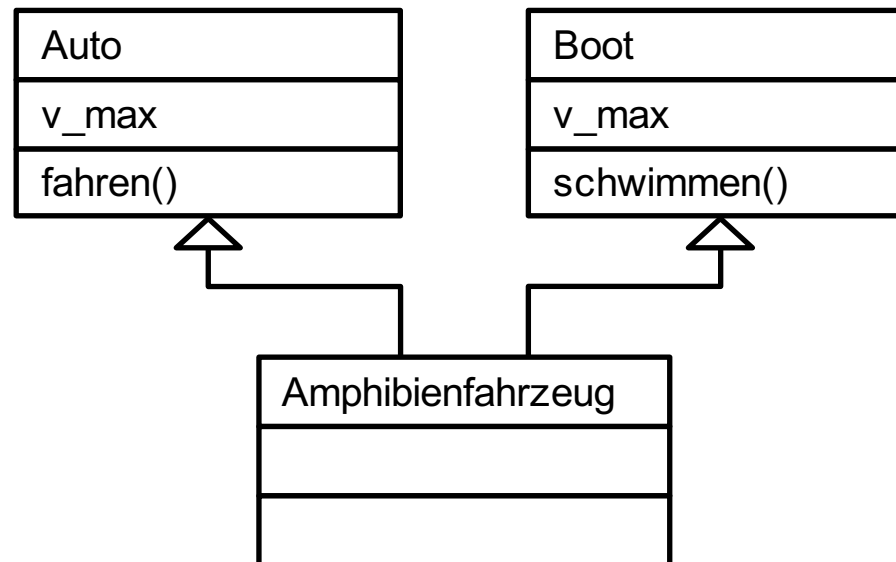 Auto
v_max
fahren()
Boot
v_max
schwimmen()
Amphibienfahrzeug